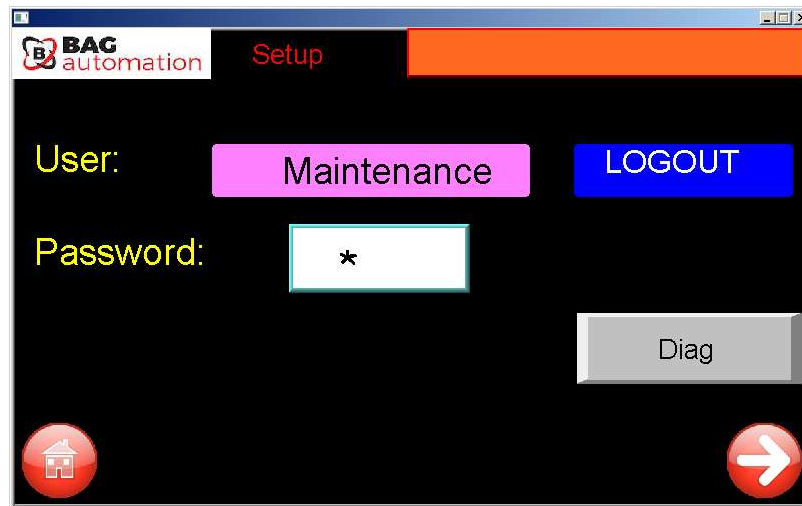 BAG
automation
Setup
User:
Maintenance
LOGOUT
Password:
*
Diag